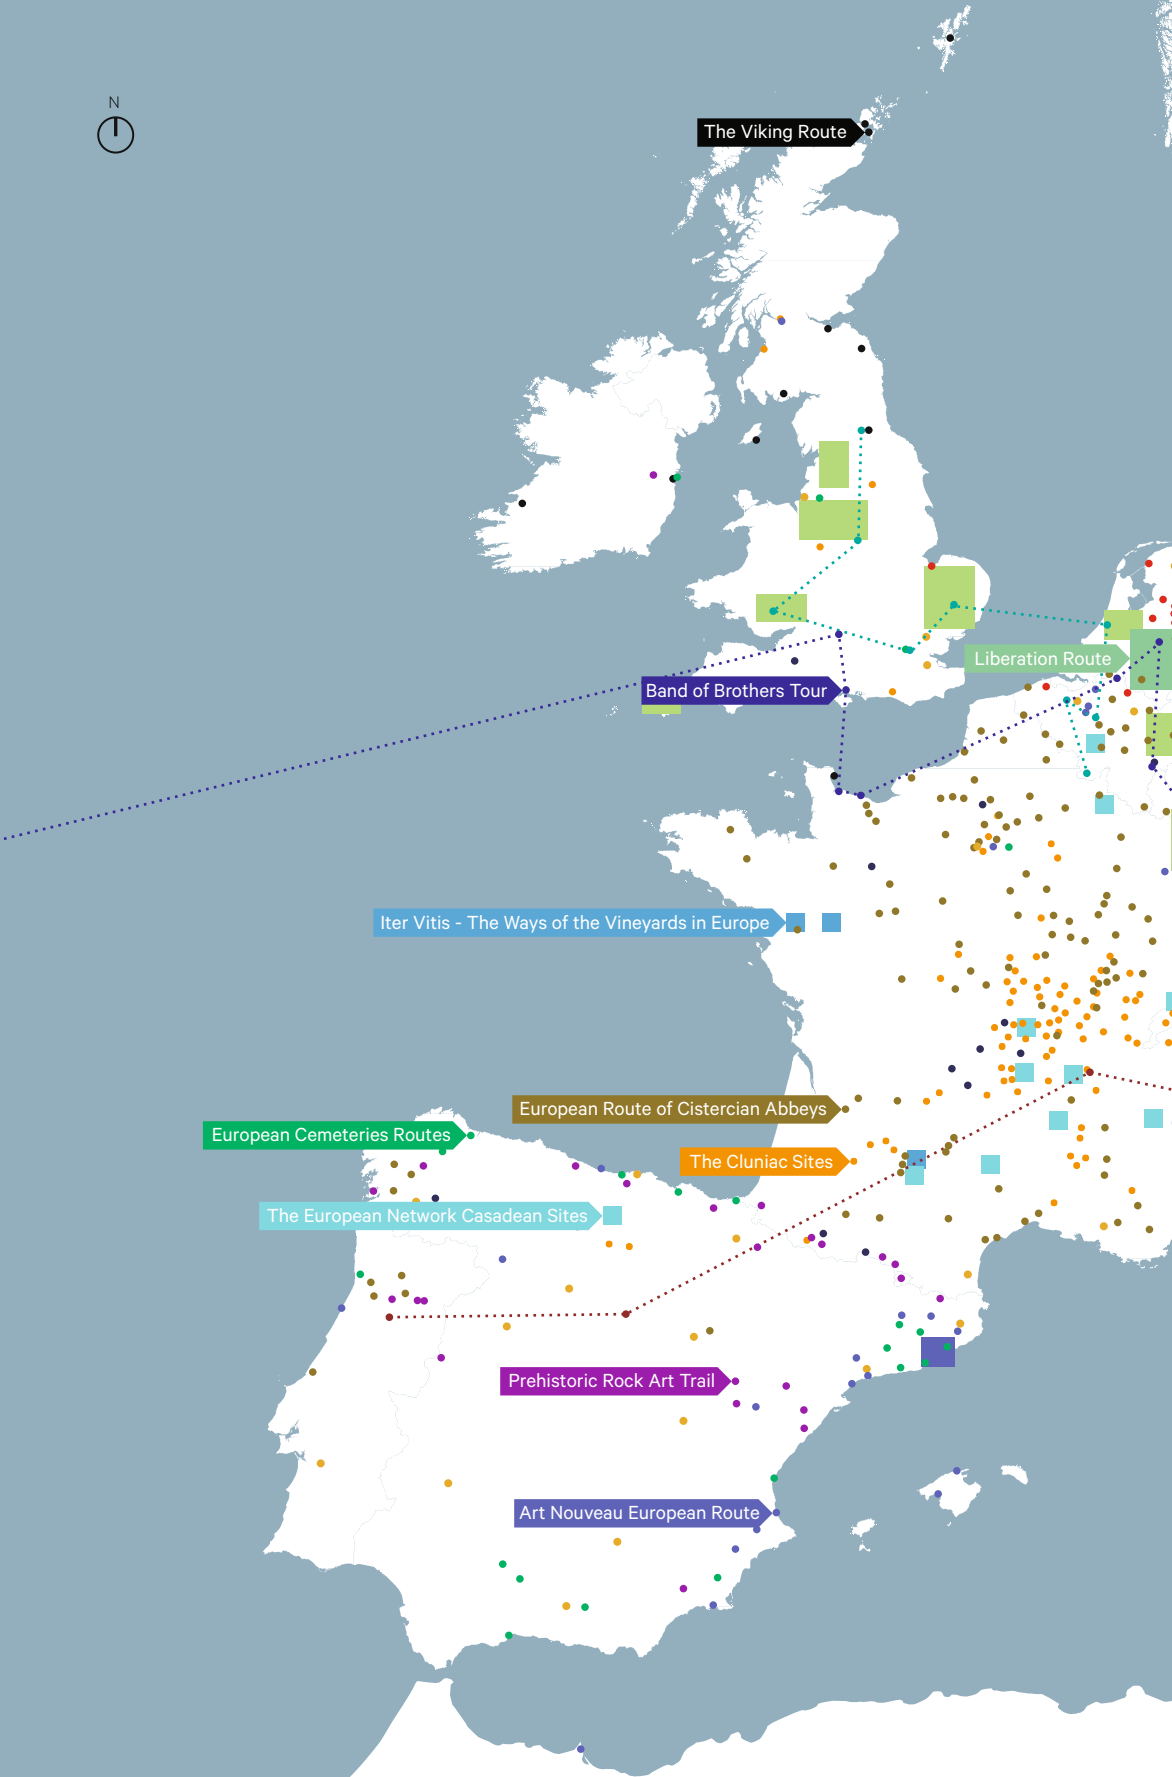 N
The Viking Route
Liberation Route
Band of Brothers Tour
Iter Vitis - The Ways of the Vineyards in Europe
European Route of Cistercian Abbeys
European Cemeteries Routes
The Cluniac Sites
The European Network Casadean Sites
Prehistoric Rock Art Trail
Art Nouveau European Route